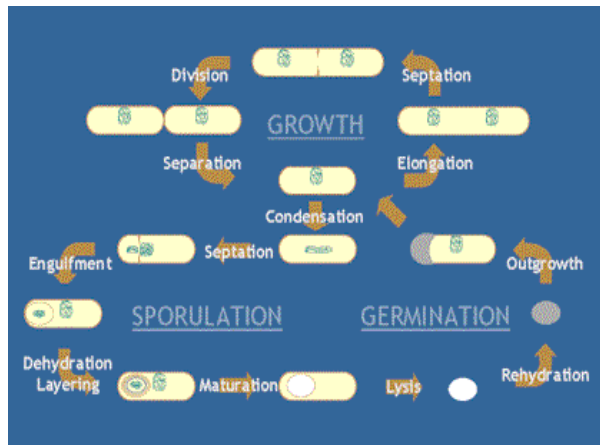 Division
Septation
GROWTH
Separation
Elongation
Condensation
Septation
Engulfment
Outgrowth
SPORULATION
GERMINATION
Dehydration
Layering
Maturation
Lysis
Rehydration